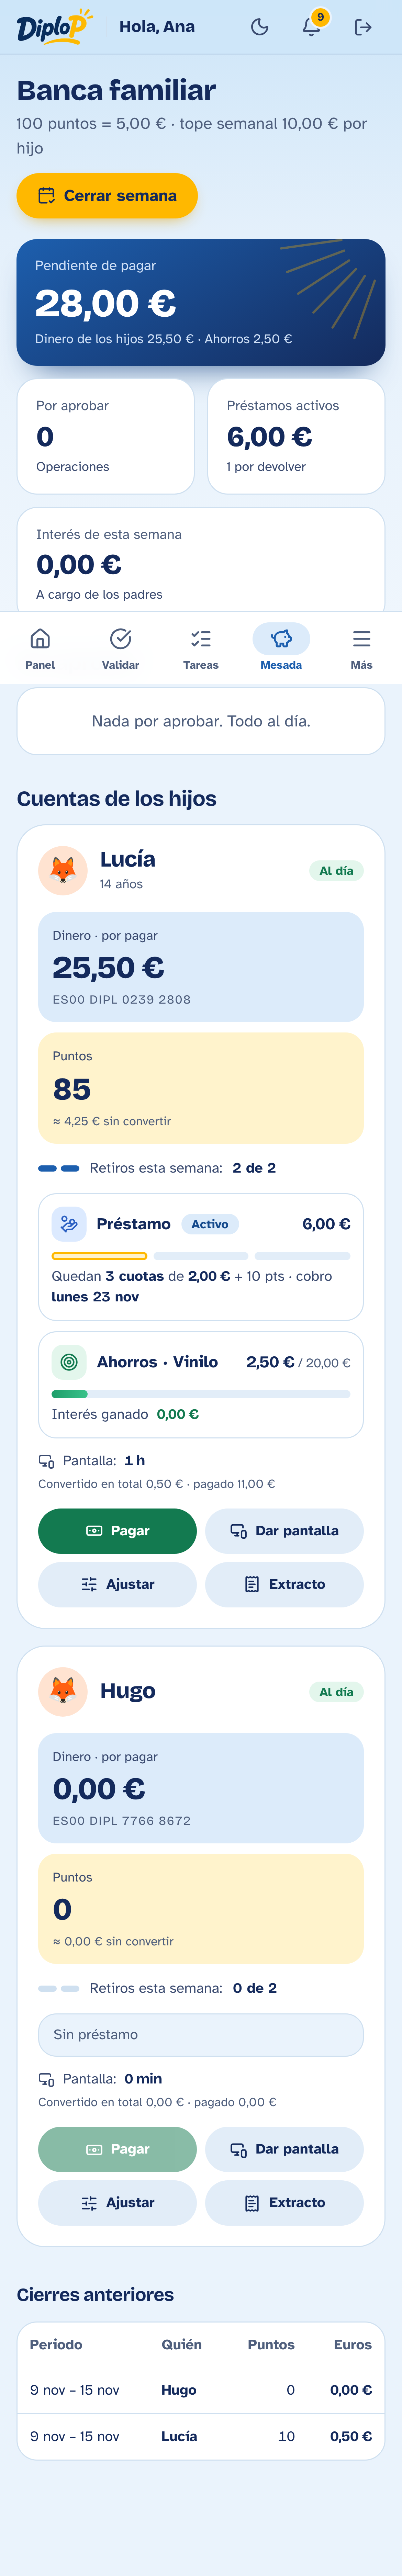 DiploP
Hola, Ana
9
Banca familiar
100 puntos = 5,00 € · tope semanal 10,00 € por
hijo
Cerrar semana
Pendiente de pagar
28,00 €
Dinero de los hijos 25,50 € · Ahorros 2,50 €
Por aprobar
0
Operaciones
Préstamos activos
6,00 €
1 por devolver
Interés de esta semana
0,00 €
A cargo de los padres
Panel
Validar
Tareas
Mesada
Más
Nada por aprobar. Todo al día.
Cuentas de los hijos
Lucía
14 años
Al día
Dinero · por pagar
25,50 €
ES00 DIPL 0239 2808
Puntos
85
≈ 4,25 € sin convertir
Retiros esta semana: 2 de 2
Préstamo Activo 6,00 €
Quedan 3 cuotas de 2,00 € + 10 pts · cobro
lunes 23 nov
Ahorros · Vinilo 2,50 € / 20,00 €
Interés ganado 0,00 €
Pantalla: 1 h
Convertido en total 0,50 € · pagado 11,00 €
Pagar
Dar pantalla
Ajustar
Extracto
Hugo
Al día
Dinero · por pagar
0,00 €
ES00 DIPL 7766 8672
Puntos
0
≈ 0,00 € sin convertir
Retiros esta semana: 0 de 2
Sin préstamo
Pantalla: 0 min
Convertido en total 0,00 € · pagado 0,00 €
Pagar
Dar pantalla
Ajustar
Extracto
Cierres anteriores
Periodo Quién Puntos Euros
9 nov – 15 nov Hugo 0 0,00 €
9 nov – 15 nov Lucía 10 0,50 €